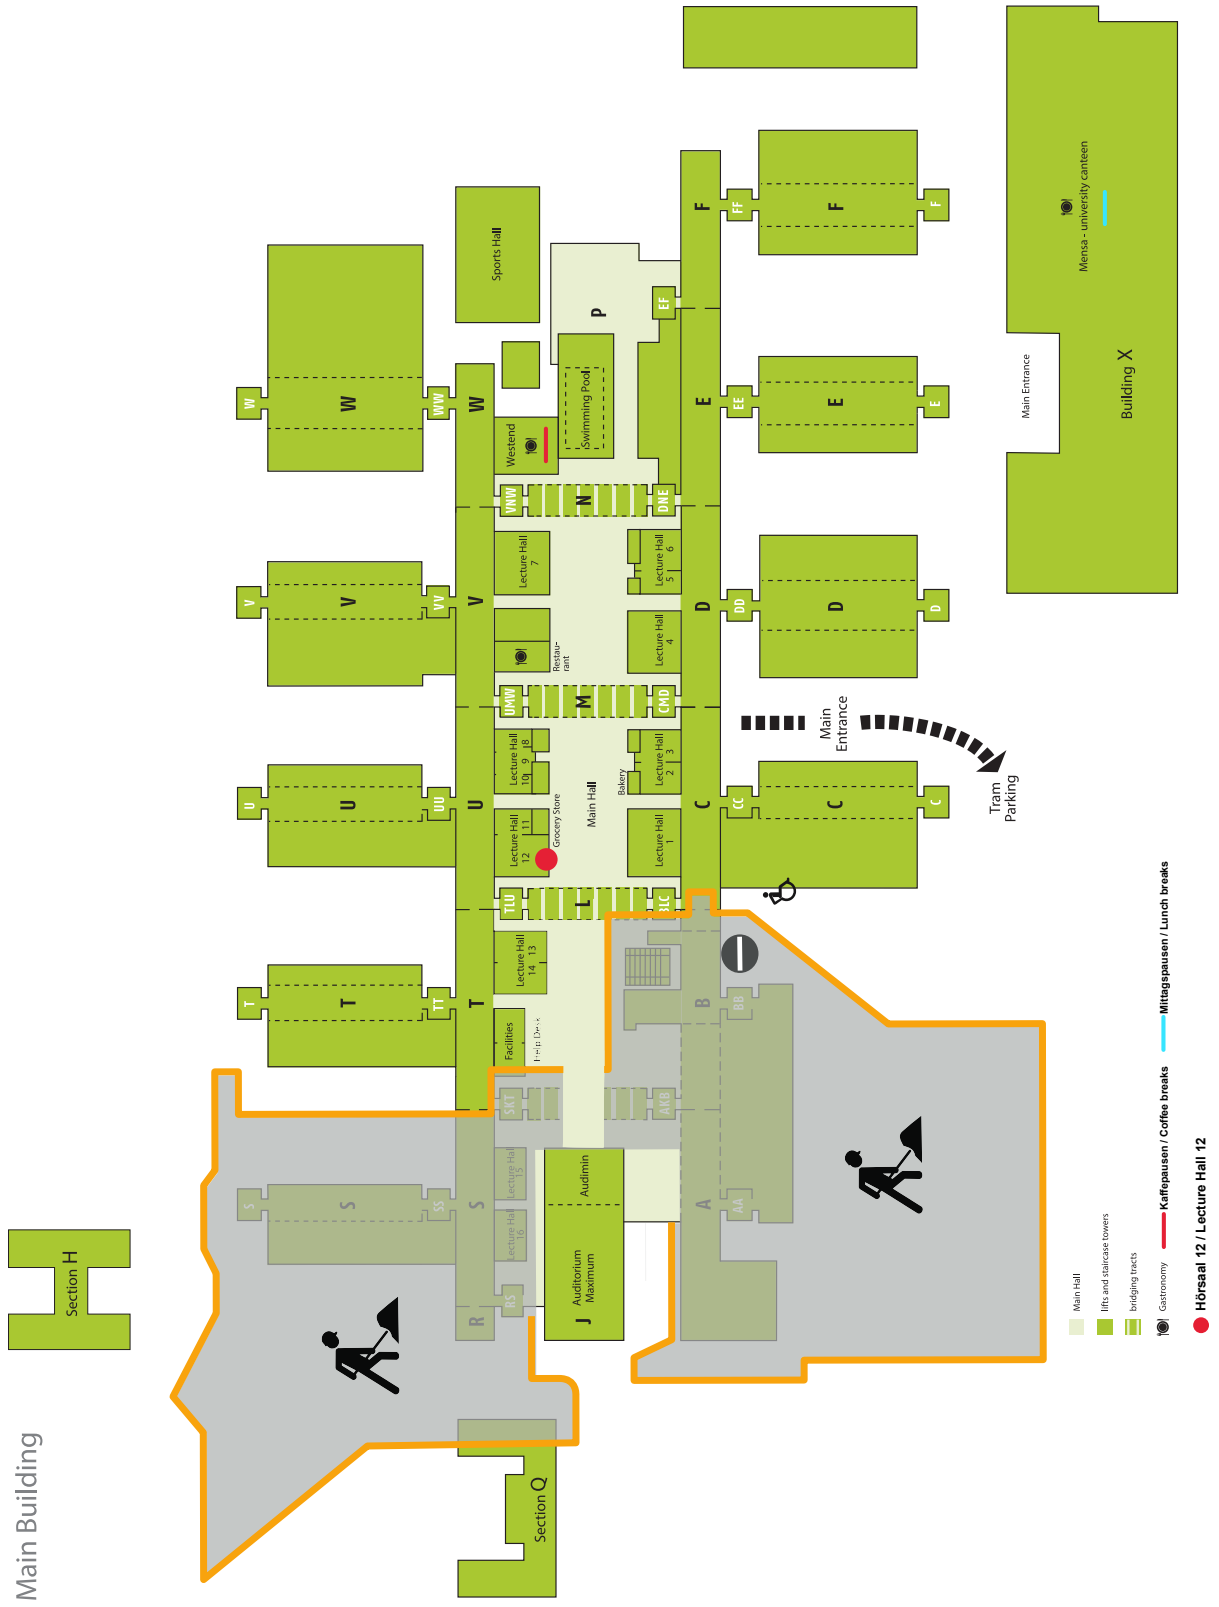 Main Building
Section H
Section Q
R
RS
S
S
SS
S
Lecture Hall
16
Lecture Hall
15
SKT
T
T
TT
T
Facilities
Help Desk
Lecture Hall
14 13
TLU
U
U
UU
U
Lecture Hall
12 11
Grocery Store
Lecture Hall
10 9 8
UMW
V
V
VV
V
Restau-
rant
Lecture Hall
7
VNW
W
W
WW
W
Westend
Sports Hall
Swimming Pool
P
J
Auditorium
Maximum
Audimin
L
Main Hall
M
N
AKB
BLC
Lecture Hall
1
Bakery
Lecture Hall
2 3
CMD
Lecture Hall
4
Lecture Hall
5 6
DNE
EF
A
AA
B
BB
C
CC
C
C
D
DD
D
D
E
EE
E
E
F
FF
F
F
Main
Entrance
Tram
Parking
Building X
Main Entrance
Mensa - university canteen
Main Hall
lifts and staircase towers
bridging tracts
Gastronomy
Kaffepausen / Coffee breaks
Mittagspausen / Lunch breaks
Hörsaal 12 / Lecture Hall 12